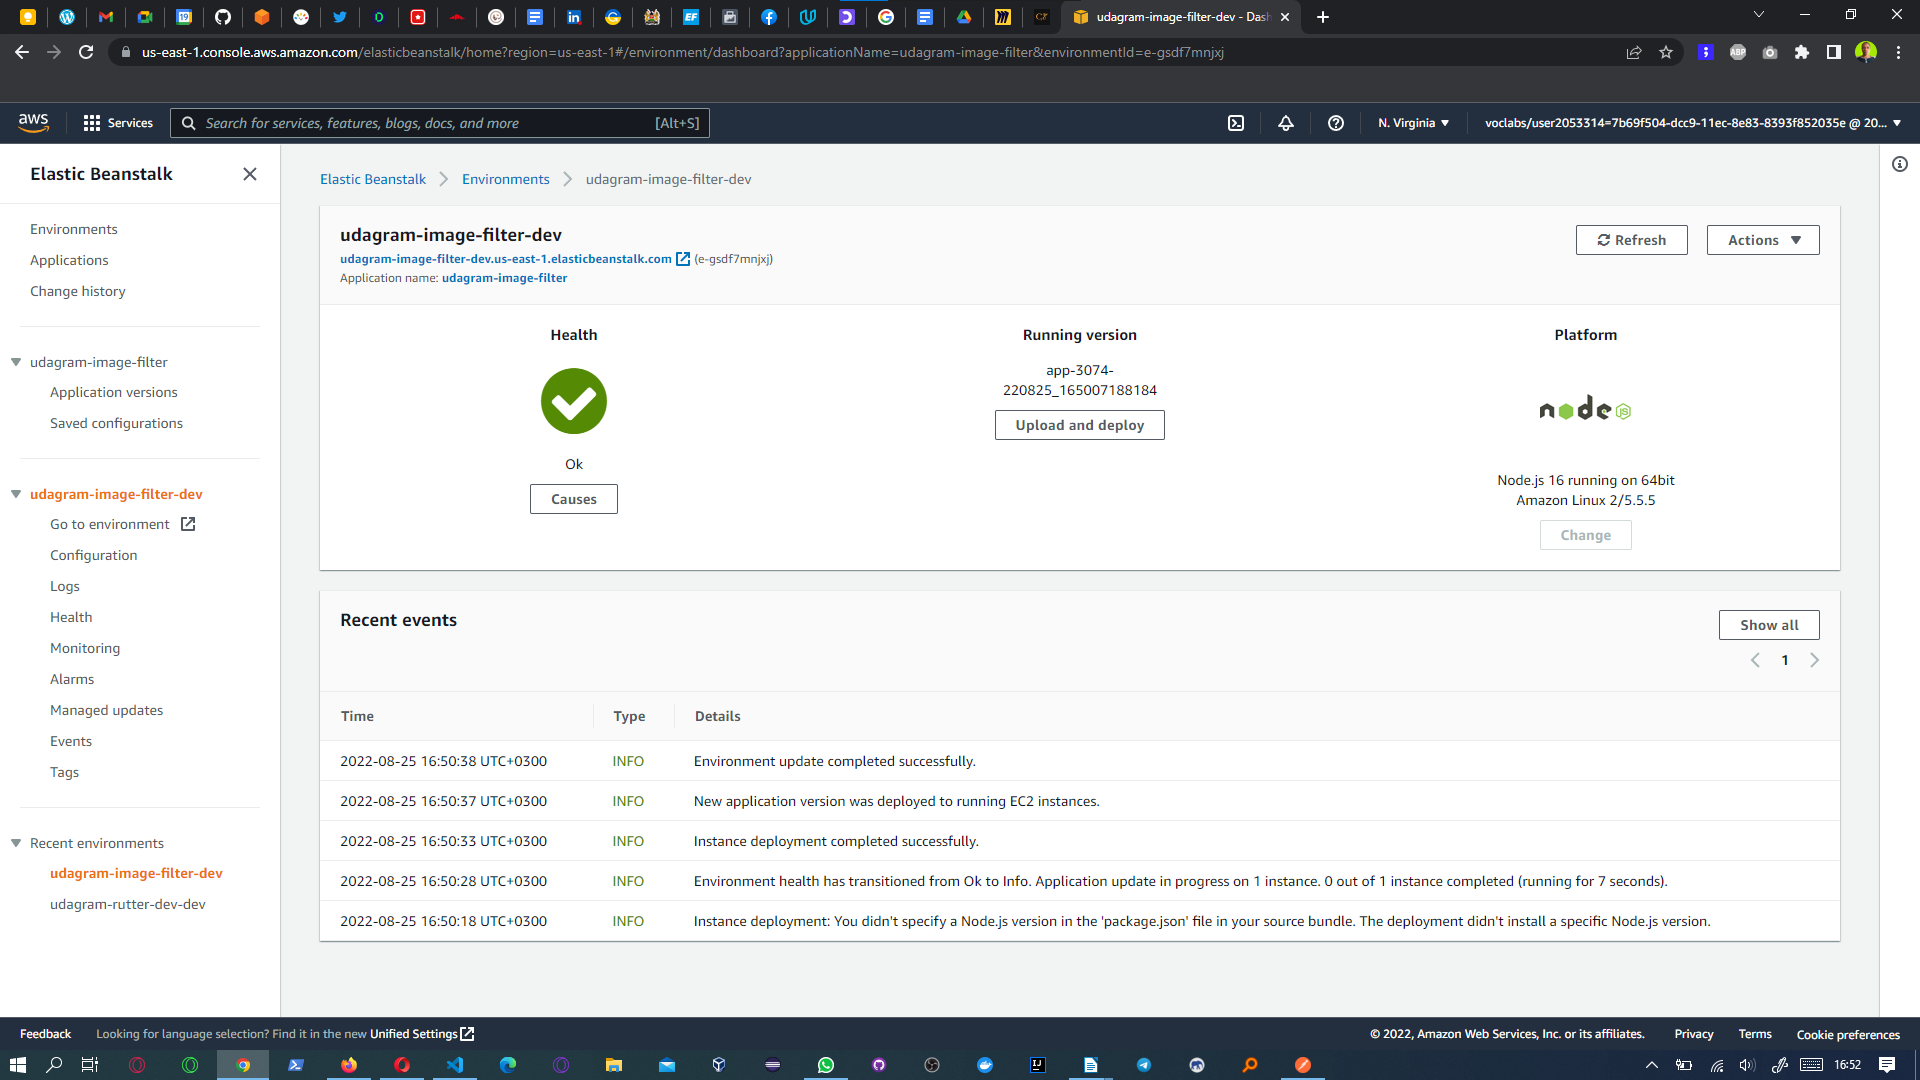 udagram-image-filter-dev - Dash
us-east-1.console.aws.amazon.com/elasticbeanstalk/home?region=us-east-1#/environment/dashboard?applicationName=udagram-image-filter&environmentId=e-gsdf7mnjxj
aws
Services
Search for services, features, blogs, docs, and more
[Alt+S]
N. Virginia
voclabs/user2053314=7b69f504-dcc9-11ec-8e83-8393f852035e @ 20...
Elastic Beanstalk
Environments
Applications
Change history
udagram-image-filter
Application versions
Saved configurations
udagram-image-filter-dev
Go to environment
Configuration
Logs
Health
Monitoring
Alarms
Managed updates
Events
Tags
Recent environments
udagram-image-filter-dev
udagram-rutter-dev-dev
Elastic Beanstalk
Environments
udagram-image-filter-dev
udagram-image-filter-dev
udagram-image-filter-dev.us-east-1.elasticbeanstalk.com (e-gsdf7mnjxj)
Application name: udagram-image-filter
Refresh
Actions
Health
Ok
Causes
Running version
app-3074-
220825_165007188184
Upload and deploy
Platform
node JS
Node.js 16 running on 64bit
Amazon Linux 2/5.5.5
Change
Recent events
Show all
1
Time Type Details
2022-08-25 16:50:38 UTC+0300 INFO Environment update completed successfully.
2022-08-25 16:50:37 UTC+0300 INFO New application version was deployed to running EC2 instances.
2022-08-25 16:50:33 UTC+0300 INFO Instance deployment completed successfully.
2022-08-25 16:50:28 UTC+0300 INFO Environment health has transitioned from Ok to Info. Application update in progress on 1 instance. 0 out of 1 instance completed (running for 7 seconds).
2022-08-25 16:50:18 UTC+0300 INFO Instance deployment: You didn't specify a Node.js version in the 'package.json' file in your source bundle. The deployment didn't install a specific Node.js version.
Feedback
Looking for language selection? Find it in the new Unified Settings
© 2022, Amazon Web Services, Inc. or its affiliates.
Privacy
Terms
Cookie preferences
16:52